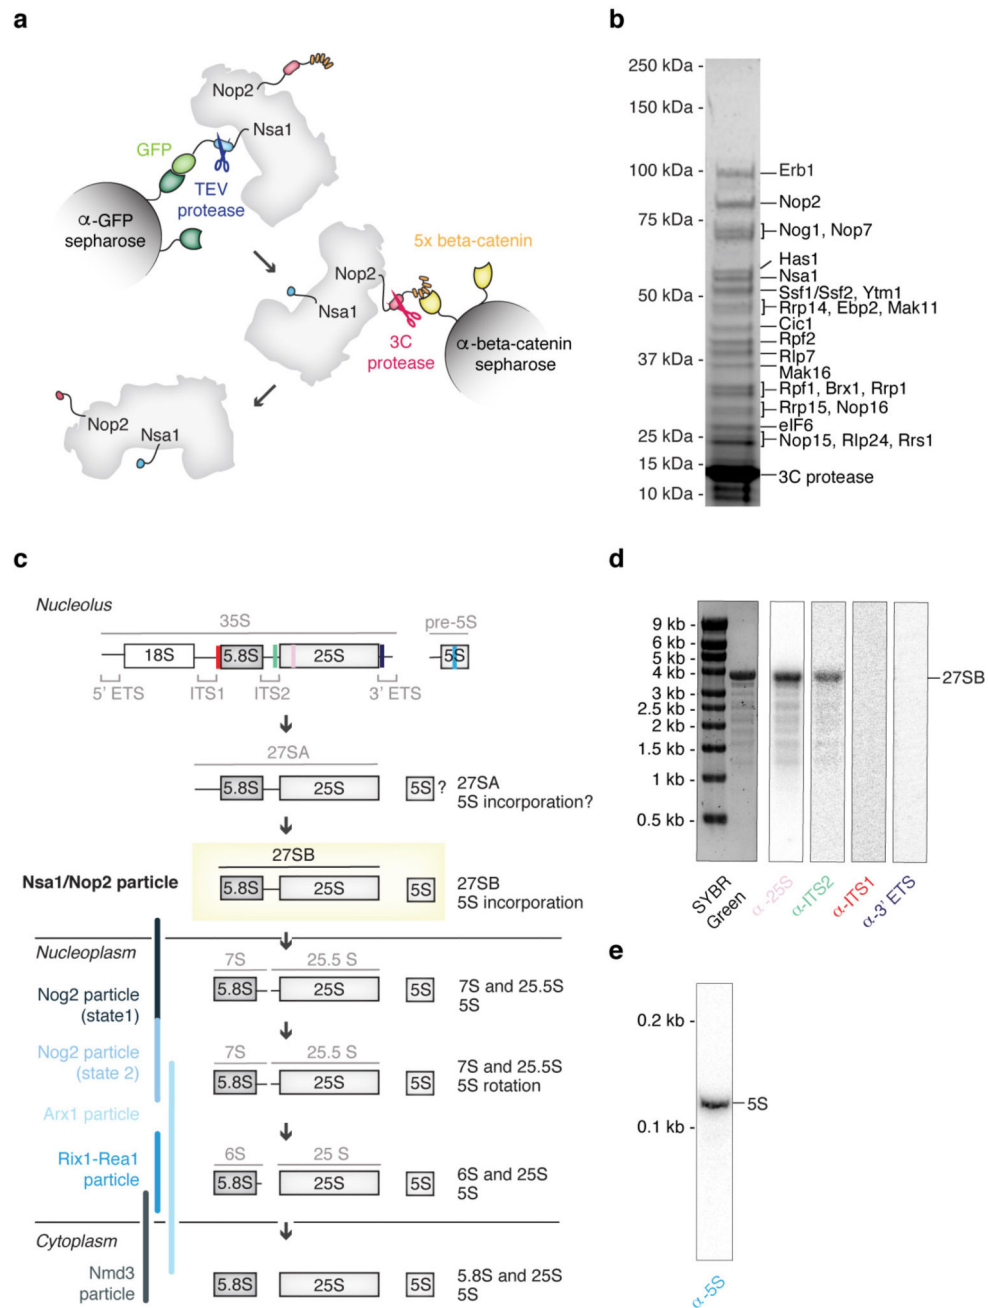 a
Nop2
Nsa1
GFP
TEV
protease
α-GFP
sepharose
5x beta-catenin
Nop2
Nsa1
3C
protease
α-beta-catenin
sepharose
Nop2
Nsa1
b
250 kDa -
150 kDa -
100 kDa -
75 kDa -
50 kDa -
37 kDa -
25 kDa -
15 kDa -
10 kDa -
Erb1
Nop2
Nog1, Nop7
Has1
Nsa1
Ssf1/Ssf2, Ytm1
Rrp14, Ebp2, Mak11
Cic1
Rpf2
Rlp7
Mak16
Rpf1, Brx1, Rrp1
Rrp15, Nop16
eIF6
Nop15, Rlp24, Rrs1
3C protease
c
Nucleolus
35S
pre-5S
18S
5.8S
25S
5S
5' ETS
ITS1
ITS2
3' ETS
27SA
5.8S
25S
5S ?
27SA
5S incorporation?
27SB
Nsa1/Nop2 particle
5.8S
25S
5S
27SB
5S incorporation
Nucleoplasm
7S
25.5 S
Nog2 particle
(state1)
5.8S
25S
5S
7S and 25.5S
5S
7S
25.5 S
Nog2 particle
(state 2)
5.8S
25S
5S
7S and 25.5S
5S rotation
Arx1 particle
6S
25 S
Rix1-Rea1
particle
5.8S
25S
5S
6S and 25S
5S
Cytoplasm
Nmd3
particle
5.8S
25S
5S
5.8S and 25S
5S
d
9 kb -
6 kb -
5 kb -
4 kb -
3 kb -
2.5 kb -
2 kb -
1.5 kb -
1 kb -
0.5 kb -
27SB
SYBR
Green
α-25S
α-ITS2
α-ITS1
α-3' ETS
e
0.2 kb -
0.1 kb -
5S
α-5S